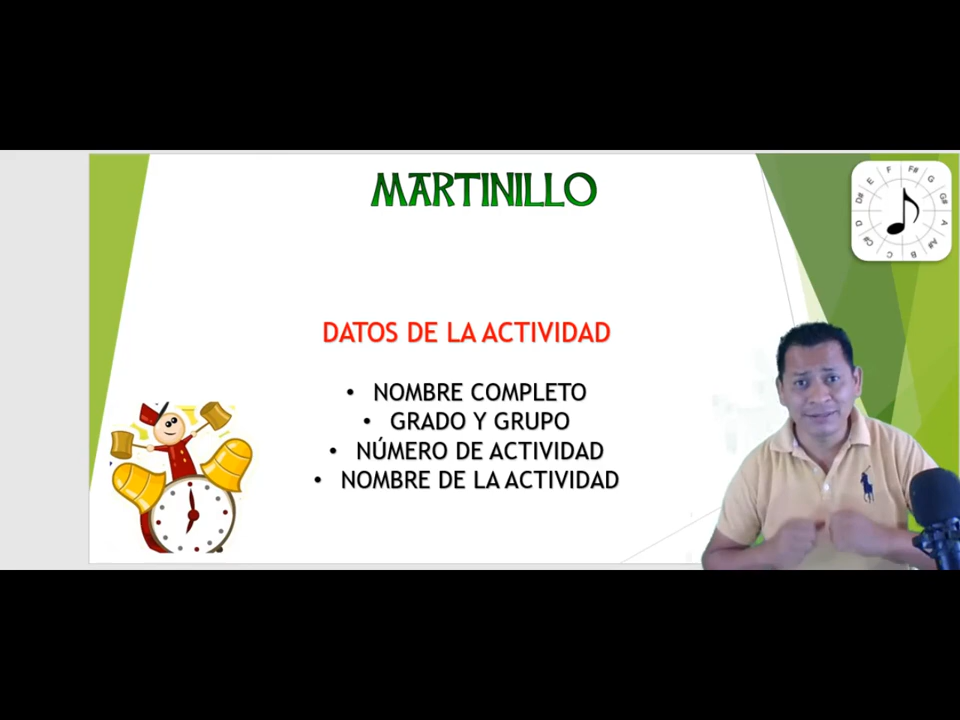 MARTINILLO
DATOS DE LA ACTIVIDAD
• NOMBRE COMPLETO
• GRADO Y GRUPO
• NÚMERO DE ACTIVIDAD
• NOMBRE DE LA ACTIVIDAD
F
F#
G
G#
A
A#
B
C
C#
D
D#
E